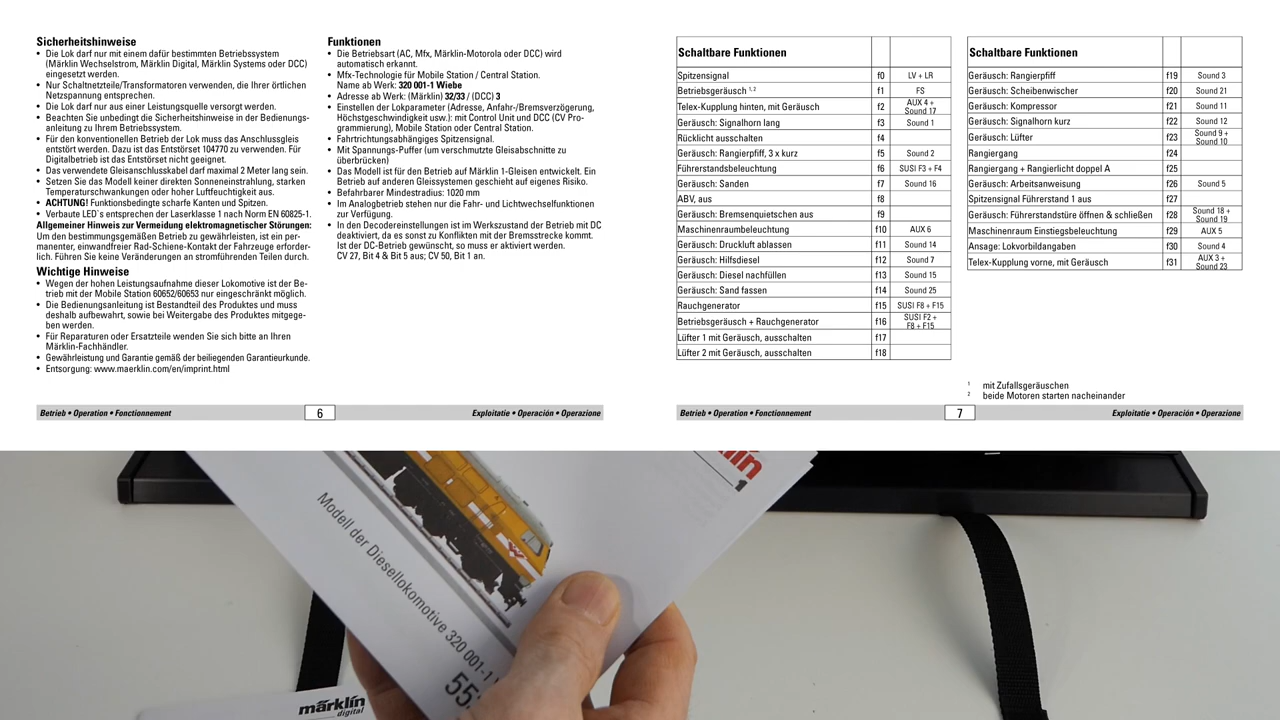 Sicherheitshinweise
• Die Lok darf nur mit einem dafür bestimmten Betriebssystem
(Märklin Wechselstrom, Märklin Digital, Märklin Systems oder DCC)
eingesetzt werden.
• Nur Schaltnetzteile/Transformatoren verwenden, die Ihrer örtlichen
Netzspannung entsprechen.
• Die Lok darf nur aus einer Leistungsquelle versorgt werden.
• Beachten Sie unbedingt die Sicherheitshinweise in der Bedienungs-
anleitung zu Ihrem Betriebssystem.
• Für den konventionellen Betrieb der Lok muss das Anschlussgleis
entstört werden. Dazu ist das Entstörset 104770 zu verwenden. Für
Digitalbetrieb ist das Entstörset nicht geeignet.
• Das verwendete Gleisanschlusskabel darf maximal 2 Meter lang sein.
• Setzen Sie das Modell keiner direkten Sonneneinstrahlung, starken
Temperaturschwankungen oder hoher Luftfeuchtigkeit aus.
• ACHTUNG! Funktionsbedingte scharfe Kanten und Spitzen.
• Verbaute LED`s entsprechen der Laserklasse 1 nach Norm EN 60825-1.
Allgemeiner Hinweis zur Vermeidung elektromagnetischer Störungen:
Um den bestimmungsgemäßen Betrieb zu gewährleisten, ist ein per-
manenter, einwandfreier Rad-Schiene-Kontakt der Fahrzeuge erforder-
lich. Führen Sie keine Veränderungen an stromführenden Teilen durch.
Wichtige Hinweise
• Wegen der hohen Leistungsaufnahme dieser Lokomotive ist der Be-
trieb mit der Mobile Station 60652/60653 nur eingeschränkt möglich.
• Die Bedienungsanleitung ist Bestandteil des Produktes und muss
deshalb aufbewahrt, sowie bei Weitergabe des Produktes mitgege-
ben werden.
• Für Reparaturen oder Ersatzteile wenden Sie sich bitte an Ihren
Märklin-Fachhändler.
• Gewährleistung und Garantie gemäß der beiliegenden Garantieurkunde.
• Entsorgung: www.maerklin.com/en/imprint.html
Funktionen
• Die Betriebsart (AC, Mfx, Märklin-Motorola oder DCC) wird
automatisch erkannt.
• Mfx-Technologie für Mobile Station / Central Station.
Name ab Werk: 320 001-1 Wiebe
• Adresse ab Werk: (Märklin) 32/33 / (DCC) 3
• Einstellen der Lokparameter (Adresse, Anfahr-/Bremsverzögerung,
Höchstgeschwindigkeit usw.): mit Control Unit und DCC (CV Pro-
grammierung), Mobile Station oder Central Station.
• Fahrtrichtungsabhängiges Spitzensignal.
• Mit Spannungs-Puffer (um verschmutzte Gleisabschnitte zu
überbrücken)
• Das Modell ist für den Betrieb auf Märklin 1-Gleisen entwickelt. Ein
Betrieb auf anderen Gleissystemen geschieht auf eigenes Risiko.
• Befahrbarer Mindestradius: 1020 mm
• Im Analogbetrieb stehen nur die Fahr- und Lichtwechselfunktionen
zur Verfügung.
• In den Decodereinstellungen ist im Werkszustand der Betrieb mit DC
deaktiviert, da es sonst zu Konflikten mit der Bremsstrecke kommt.
Ist der DC-Betrieb gewünscht, so muss er aktiviert werden.
CV 27, Bit 4 & Bit 5 aus; CV 50, Bit 1 an.
Betrieb • Operation • Fonctionnement
6
Exploitatie • Operación • Operazione
Schaltbare Funktionen
Spitzensignal f0 LV + LR
Betriebsgeräusch 1, 2 f1 FS
Telex-Kupplung hinten, mit Geräusch f2 AUX 4 +
Sound 17
Geräusch: Signalhorn lang f3 Sound 1
Rücklicht ausschalten f4
Geräusch: Rangierpfiff, 3 x kurz f5 Sound 2
Führerstandsbeleuchtung f6 SUSI F3 + F4
Geräusch: Sanden f7 Sound 16
ABV, aus f8
Geräusch: Bremsenquietschen aus f9
Maschinenraumbeleuchtung f10 AUX 6
Geräusch: Druckluft ablassen f11 Sound 14
Geräusch: Hilfsdiesel f12 Sound 7
Geräusch: Diesel nachfüllen f13 Sound 15
Geräusch: Sand fassen f14 Sound 25
Rauchgenerator f15 SUSI F8 + F15
Betriebsgeräusch + Rauchgenerator f16 SUSI F2 +
F8 + F15
Lüfter 1 mit Geräusch, ausschalten f17
Lüfter 2 mit Geräusch, ausschalten f18
Schaltbare Funktionen
Geräusch: Rangierpfiff f19 Sound 3
Geräusch: Scheibenwischer f20 Sound 21
Geräusch: Kompressor f21 Sound 11
Geräusch: Signalhorn kurz f22 Sound 12
Geräusch: Lüfter f23 Sound 9 +
Sound 10
Rangiergang f24
Rangiergang + Rangierlicht doppel A f25
Geräusch: Arbeitsanweisung f26 Sound 5
Spitzensignal Führerstand 1 aus f27
Geräusch: Führerstandstüre öffnen & schließen f28 Sound 18 +
Sound 19
Maschinenraum Einstiegsbeleuchtung f29 AUX 5
Ansage: Lokvorbildangaben f30 Sound 4
Telex-Kupplung vorne, mit Geräusch f31 AUX 3 +
Sound 23
1 mit Zufallsgeräuschen
2 beide Motoren starten nacheinander
Betrieb • Operation • Fonctionnement
7
Exploitatie • Operación • Operazione
Modell der Diesellokomotive 320 001-1
märklin
digital